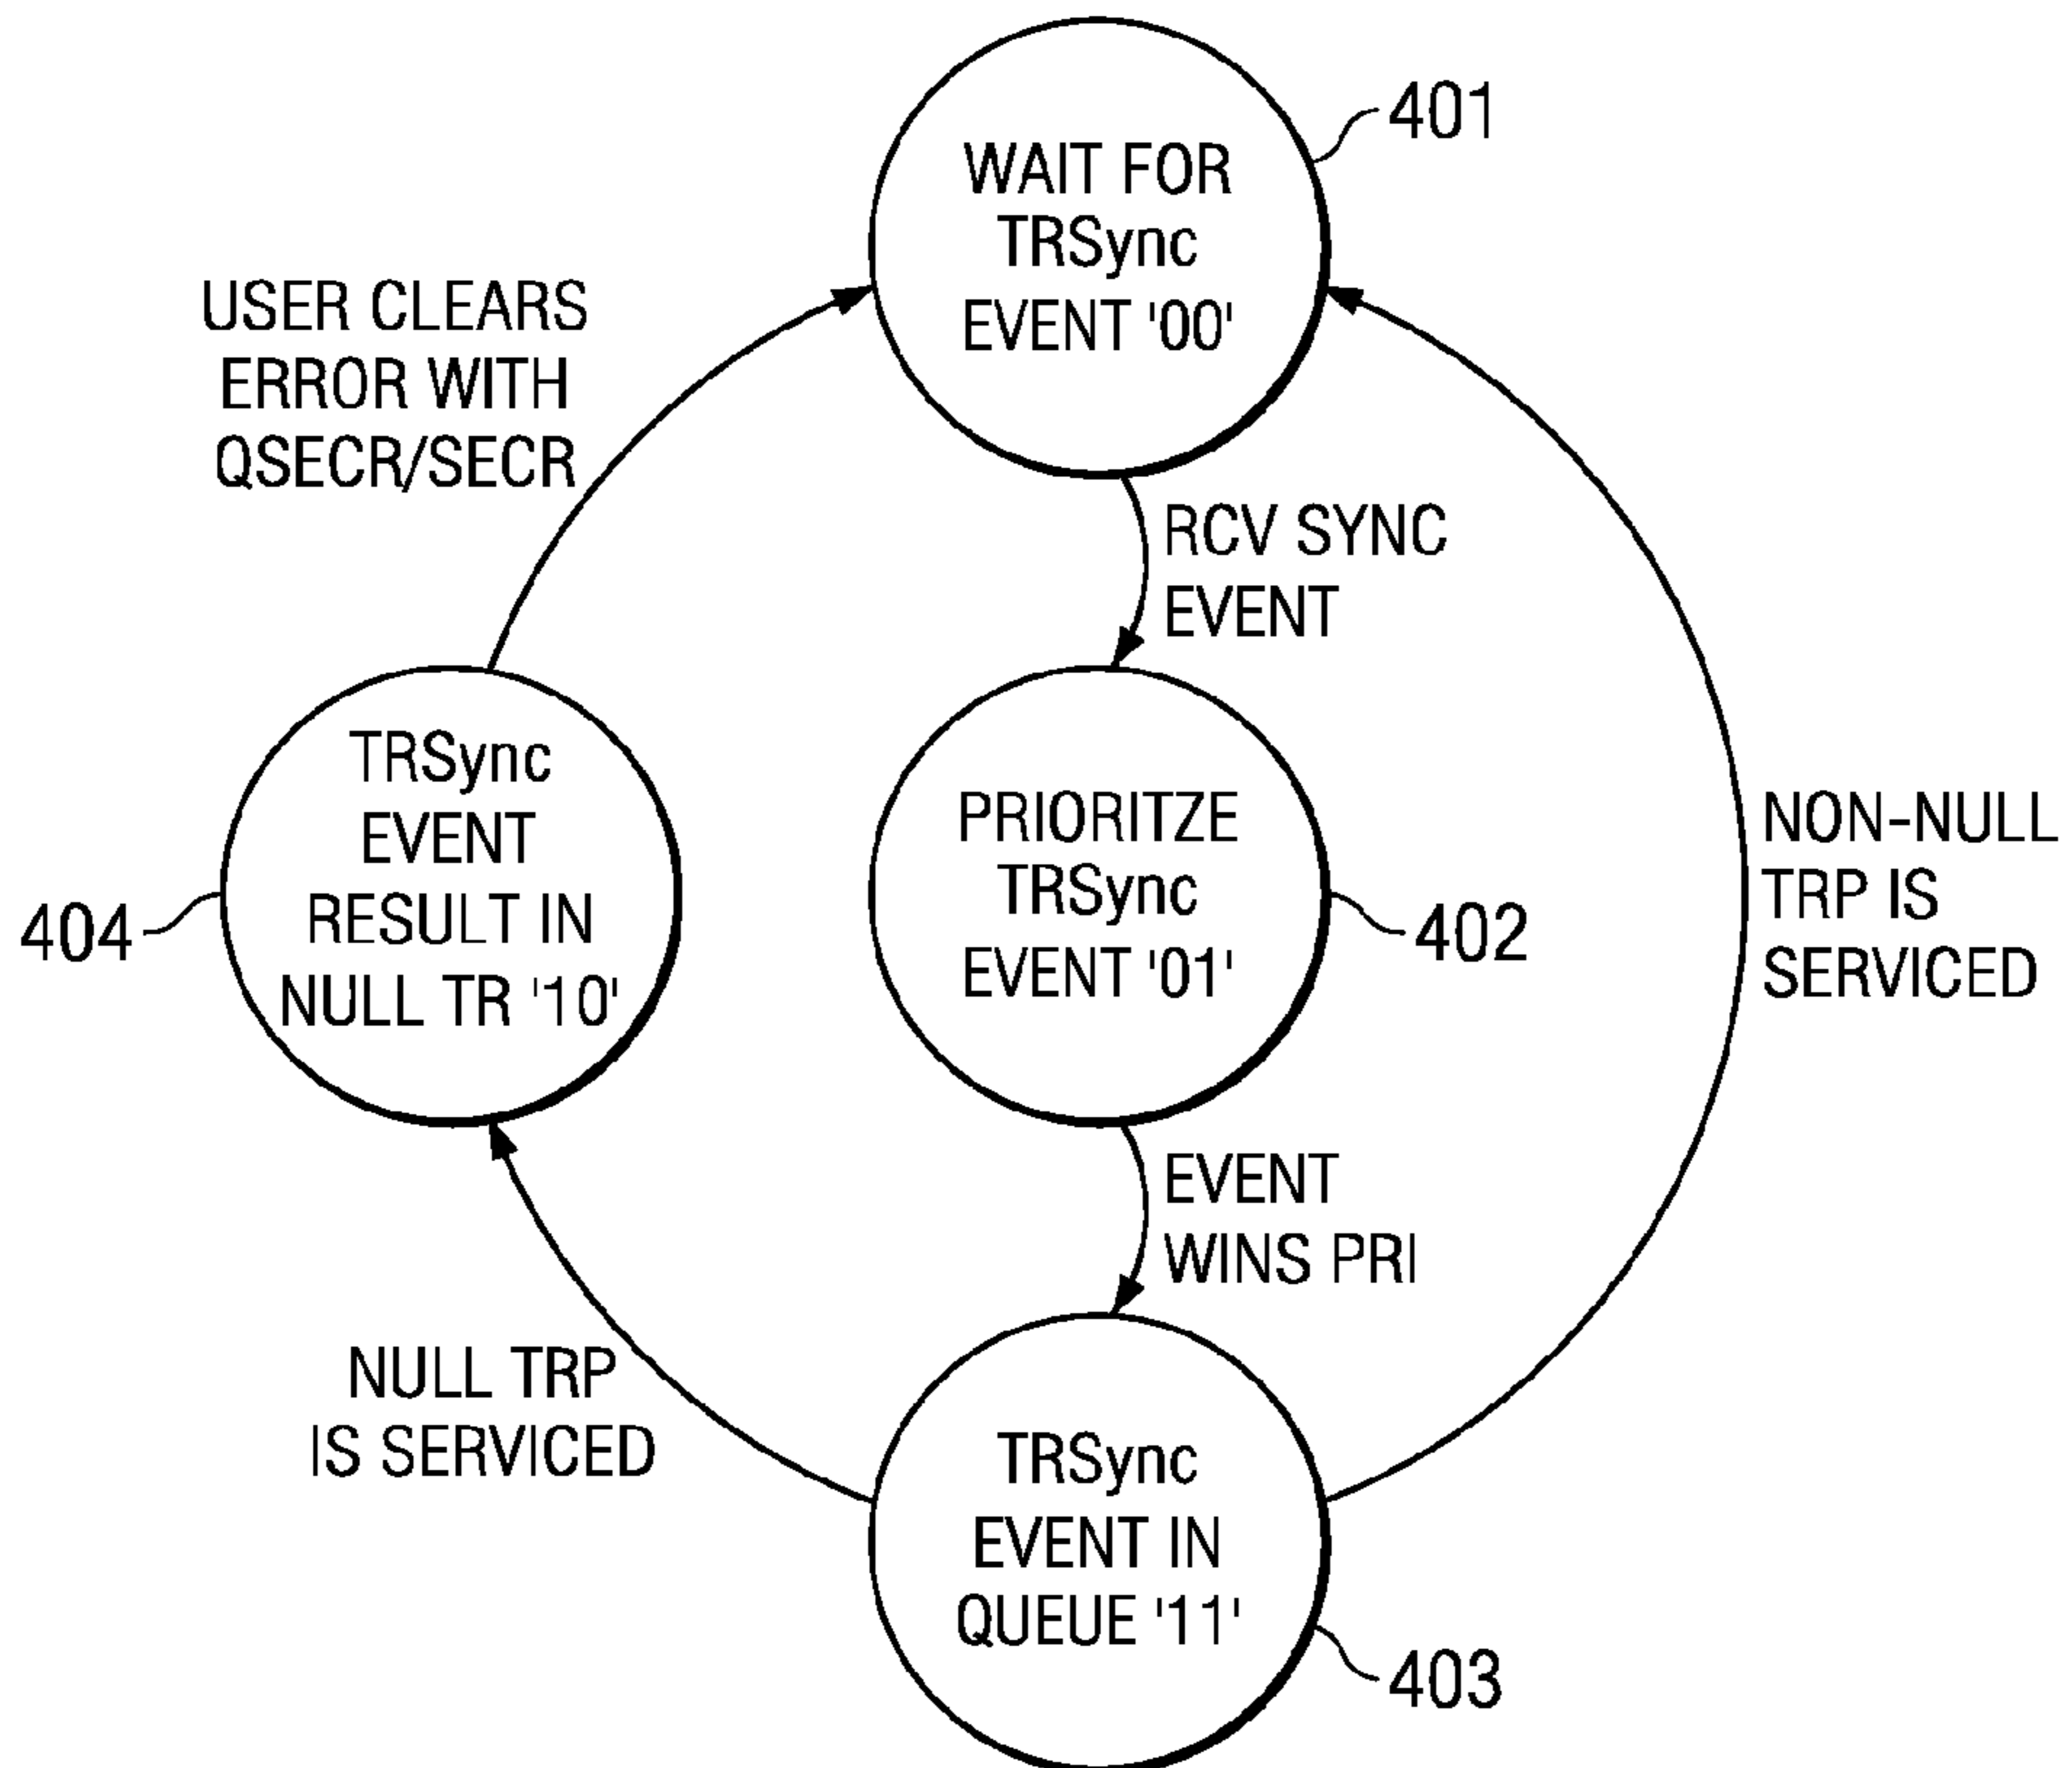 401
WAIT FOR
TRSync
EVENT '00'
USER CLEARS
ERROR WITH
QSECR/SECR
RCV SYNC
EVENT
TRSync
EVENT
RESULT IN
NULL TR '10'
404
PRIORITZE
TRSync
EVENT '01'
402
NON-NULL
TRP IS
SERVICED
EVENT
WINS PRI
NULL TRP
IS SERVICED
TRSync
EVENT IN
QUEUE '11'
403